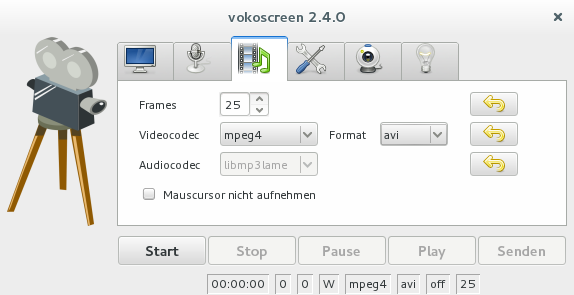 vokoscreen 2.4.0
Frames 25
Videocodec mpeg4 Format avi
Audiocodec libmp3lame
Mauscursor nicht aufnehmen
Start Stop Pause Play Senden
00:00:00 0 0 W mpeg4 avi off 25